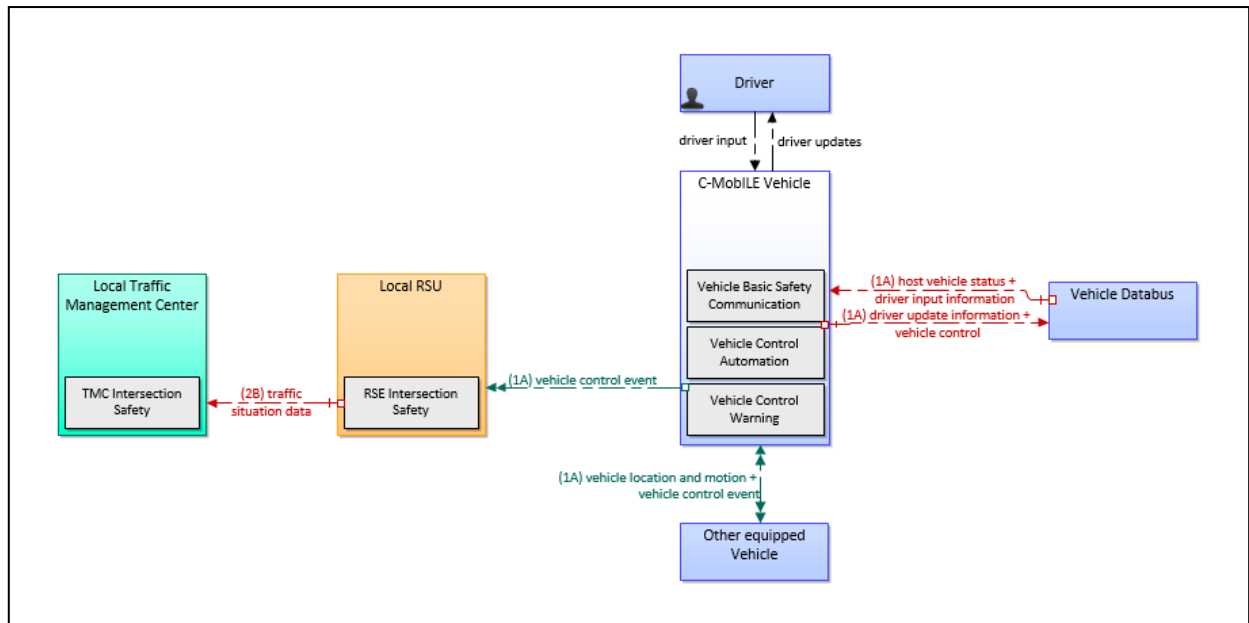 Driver
driver input
driver updates
C-MobILE Vehicle
Vehicle Basic Safety
Communication
Vehicle Control
Automation
Vehicle Control
Warning
(1A) host vehicle status +
driver input information
(1A) driver update information +
vehicle control
Vehicle Databus
Local Traffic
Management Center
TMC Intersection
Safety
(2B) traffic
situation data
Local RSU
RSE Intersection
Safety
(1A) vehicle control event
(1A) vehicle location and motion +
vehicle control event
Other equipped
Vehicle